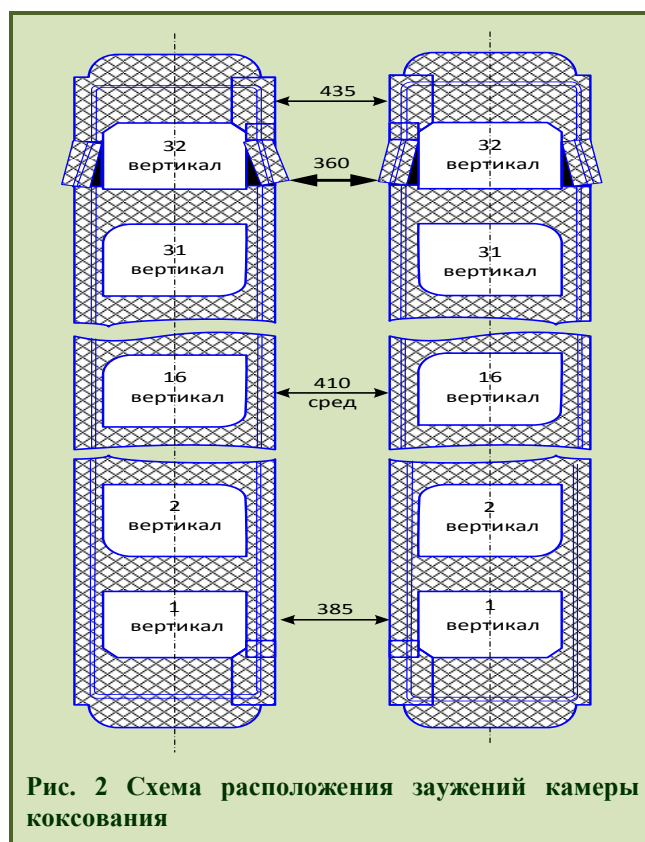 435
32 32
вертикал вертикал
360
31 31
вертикал вертикал
16 410 16
вертикал сред вертикал
2 2
вертикал вертикал
1 385 1
вертикал вертикал
Рис. 2 Схема расположения заужений камеры
коксования